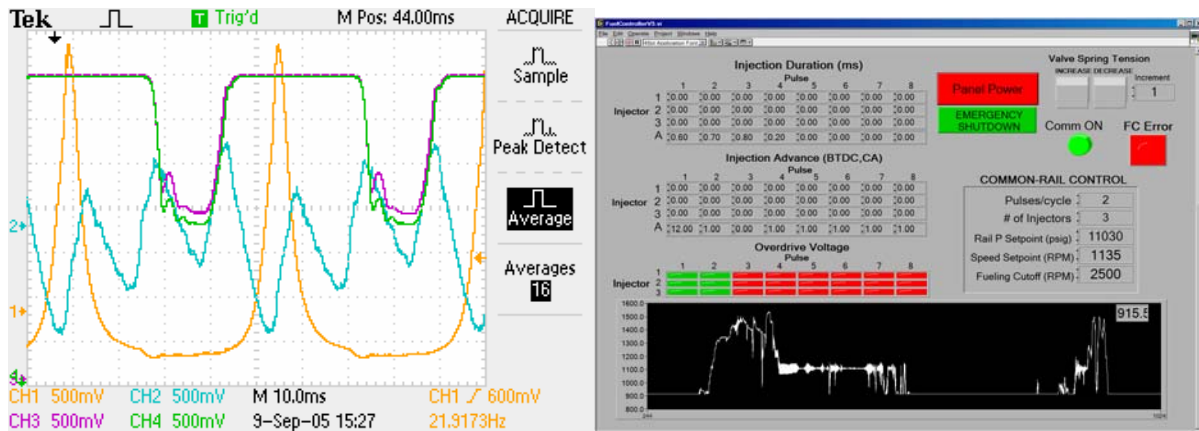 Tek Trig'd M Pos: 44.00ms ACQUIRE
Sample
Peak Detect
Average
Averages
16
2
1
CH1 500mV CH2 500mV M 10.0ms CH1 600mV
CH3 500mV CH4 500mV 9-Sep-05 15:27 21.9173Hz
FuelControllerV3.vi
File Edit Operate Project Windows Help
Injection Duration (ms)
Pulse
1 2 3 4 5 6 7 8
1 0.00 0.00 0.00 0.00 0.00 0.00 0.00 0.00
Injector 2 0.00 0.00 0.00 0.00 0.00 0.00 0.00 0.00
3 0.00 0.00 0.00 0.00 0.00 0.00 0.00 0.00
A 0.60 0.70 0.80 0.20 0.00 0.00 0.00 0.00
Injection Advance (BTDC,CA)
Pulse
1 2 3 4 5 6 7 8
1 0.00 0.00 0.00 0.00 0.00 0.00 0.00 0.00
Injector 2 0.00 0.00 0.00 0.00 0.00 0.00 0.00 0.00
3 0.00 0.00 0.00 0.00 0.00 0.00 0.00 0.00
A 12.00 1.00 1.00 1.00 1.00 1.00 1.00 1.00
Overdrive Voltage
Pulse
1 2 3 4 5 6 7 8
1
Injector 2
3
Panel Power
EMERGENCY
SHUTDOWN
Valve Spring Tension
INCREASE DECREASE
Increment
1
Comm ON FC Error
COMMON-RAIL CONTROL
Pulses/cycle 2
# of Injectors 3
Rail P Setpoint (psig) 11030
Speed Setpoint (RPM) 1135
Fueling Cutoff (RPM) 2500
915.5
1600.0
1500.0
1400.0
1300.0
1200.0
1100.0
1000.0
900.0
800.0
244